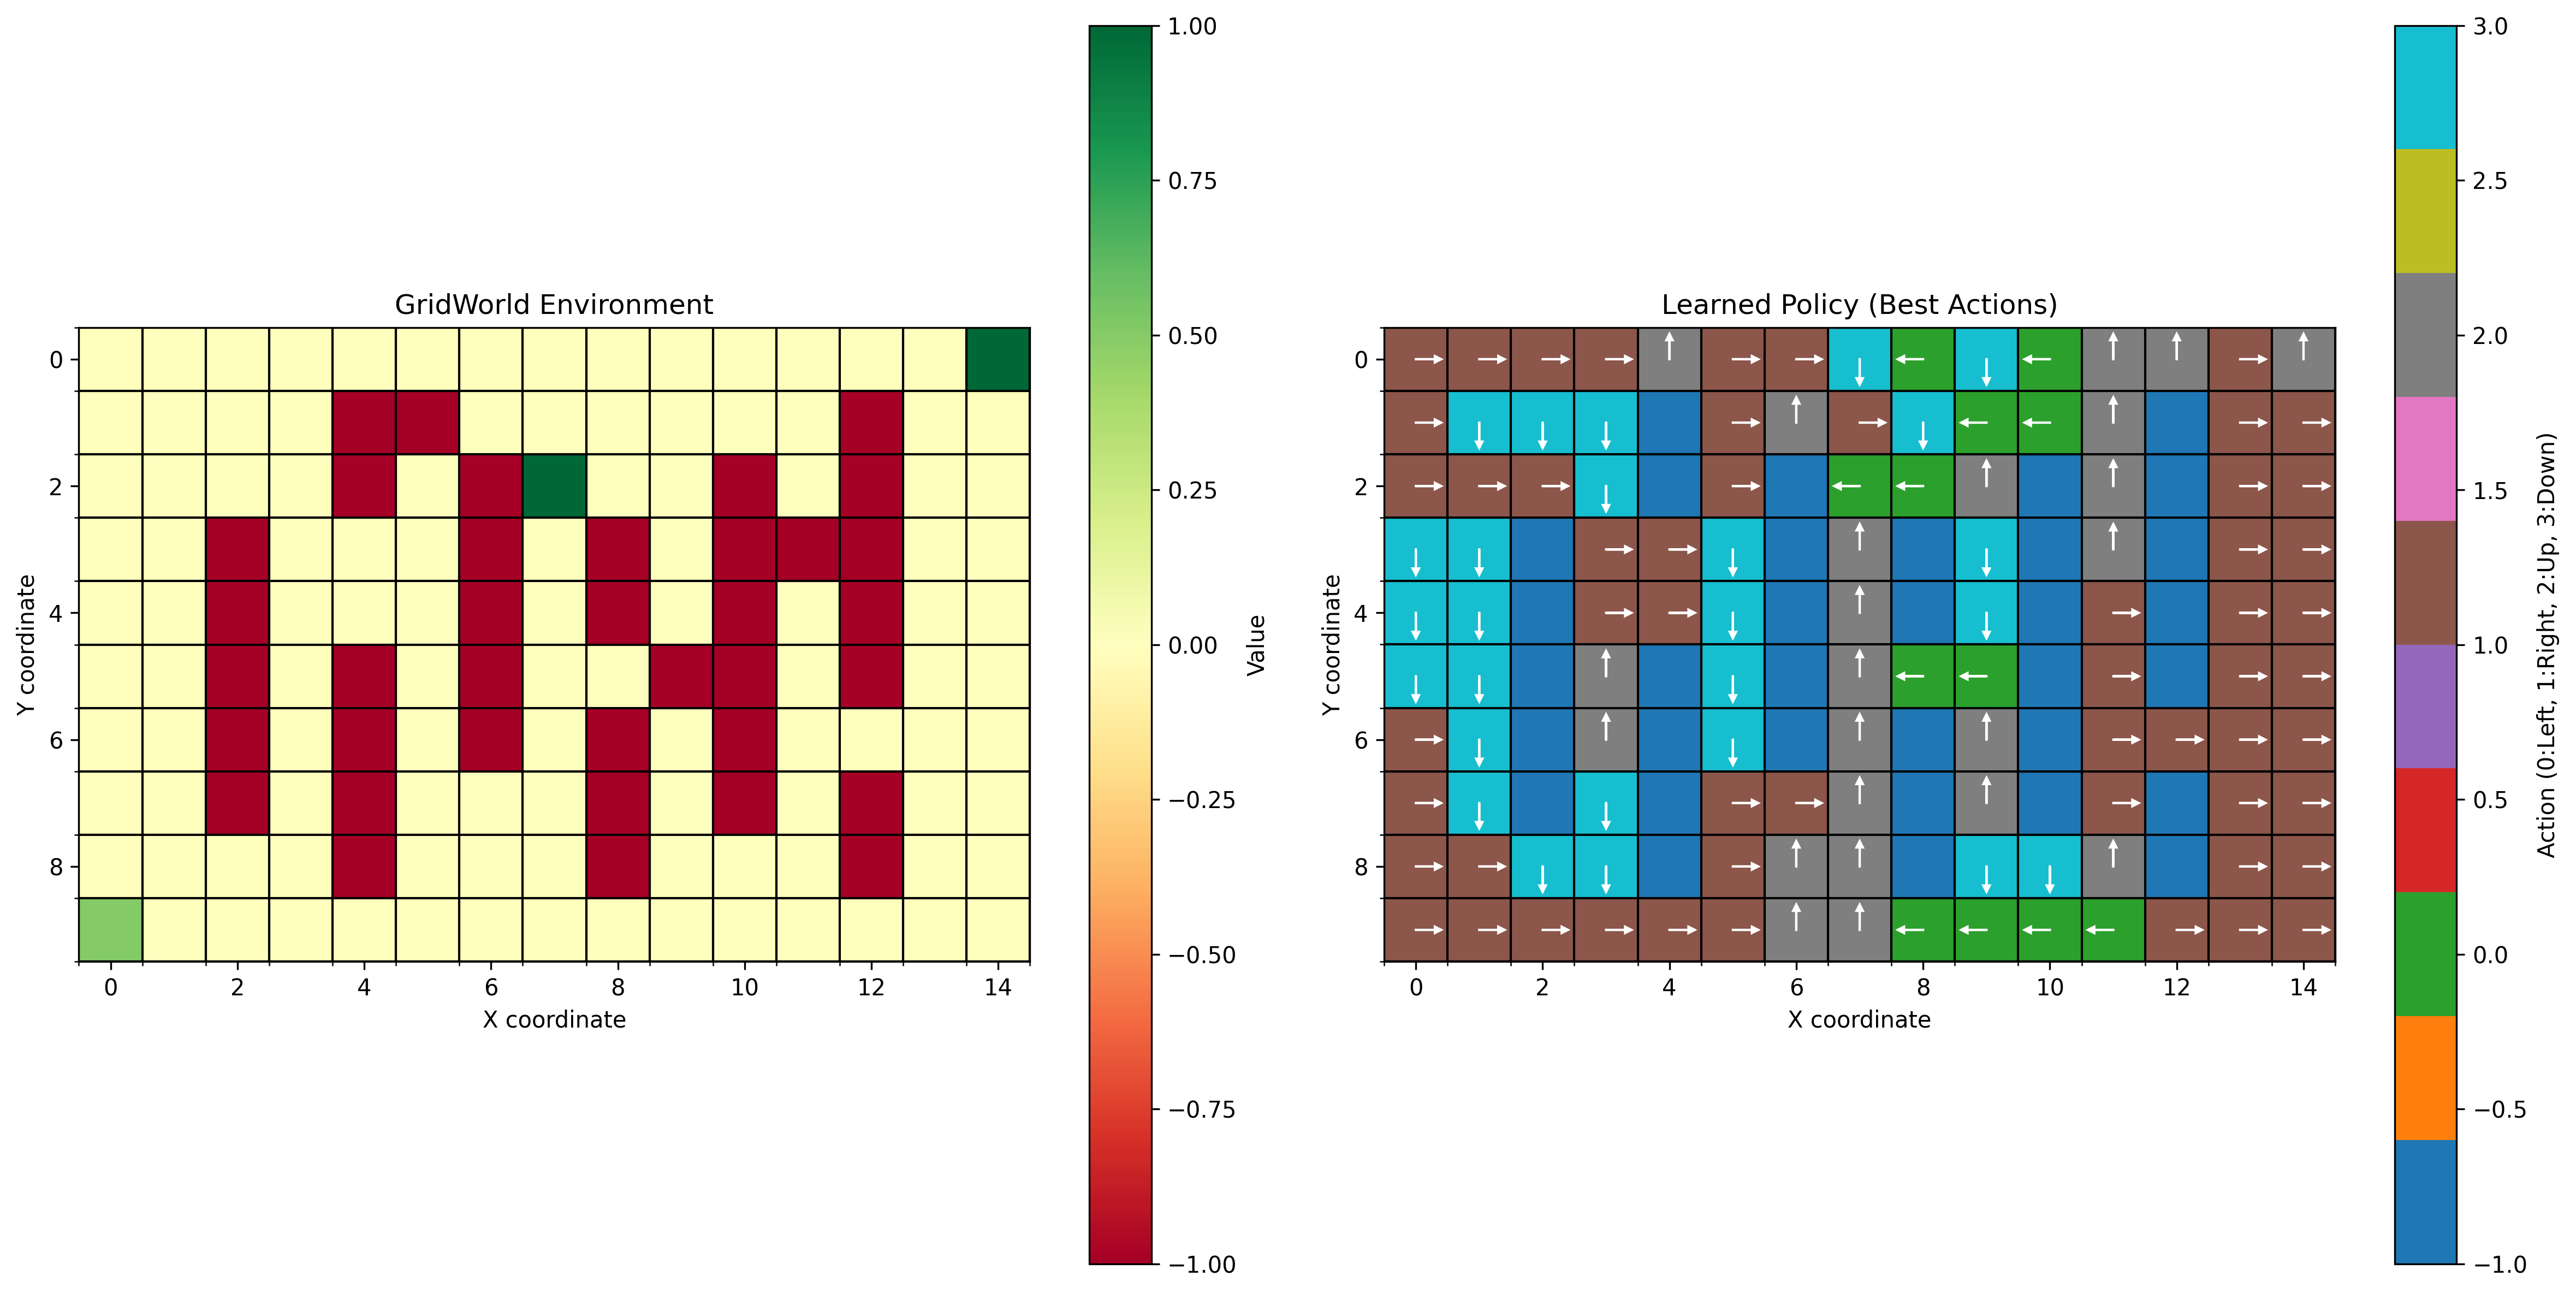 GridWorld Environment
Y coordinate
0
2
4
6
8
0 2 4 6 8 10 12 14
X coordinate
1.00
0.75
0.50
0.25
0.00
−0.25
−0.50
−0.75
−1.00
Value
Learned Policy (Best Actions)
Y coordinate
0
2
4
6
8
0 2 4 6 8 10 12 14
X coordinate
3.0
2.5
2.0
1.5
1.0
0.5
0.0
−0.5
−1.0
Action (0:Left, 1:Right, 2:Up, 3:Down)